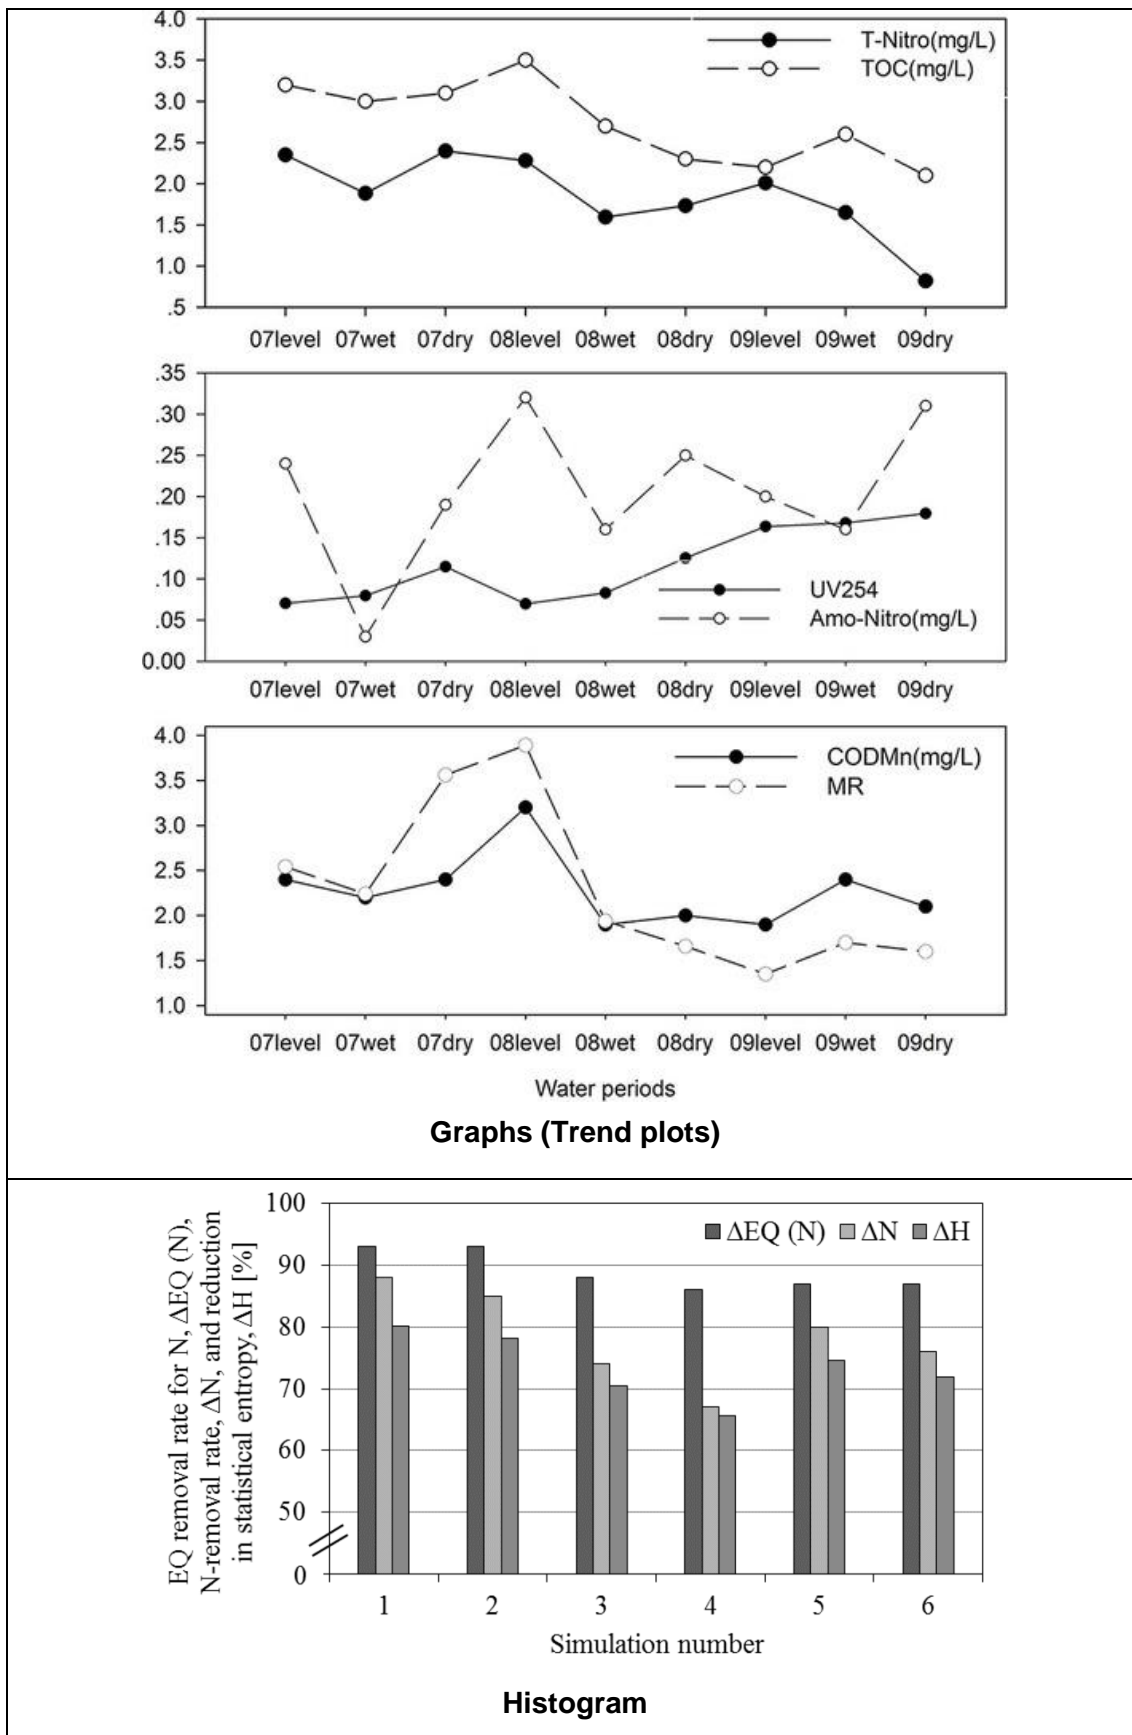 4.0
3.5
3.0
2.5
2.0
1.5
1.0
.5
T-Nitro(mg/L)
TOC(mg/L)
07level 07wet 07dry 08level 08wet 08dry 09level 09wet 09dry
.35
.30
.25
.20
.15
.10
.05
0.00
UV254
Amo-Nitro(mg/L)
07level 07wet 07dry 08level 08wet 08dry 09level 09wet 09dry
4.0
3.5
3.0
2.5
2.0
1.5
1.0
CODMn(mg/L)
MR
07level 07wet 07dry 08level 08wet 08dry 09level 09wet 09dry
Water periods
Graphs (Trend plots)
EQ removal rate for N, ΔEQ (N),
N-removal rate, ΔN, and reduction
in statistical entropy, ΔH [%]
100
90
80
70
60
50
0
ΔEQ (N) ΔN ΔH
1 2 3 4 5 6
Simulation number
Histogram